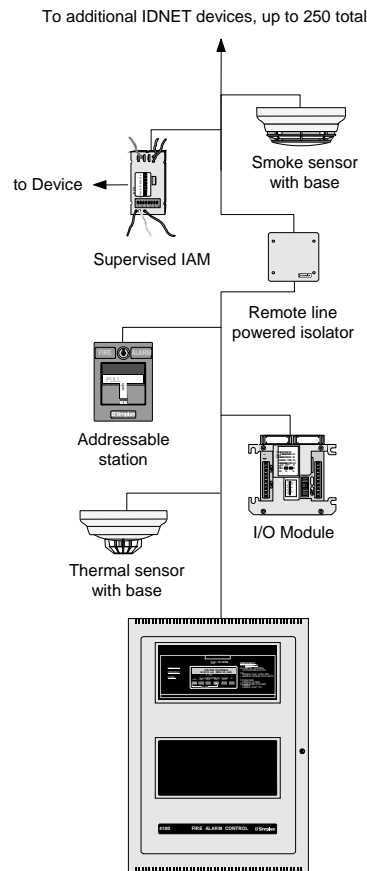 To additional IDNET devices, up to 250 total
Smoke sensor
with base
to Device
Supervised IAM
Remote line
powered isolator
FIRE ALARM
PULL
Simplex
Addressable
station
I/O Module
Thermal sensor
with base
4100 FIRE ALARM CONTROL Simplex